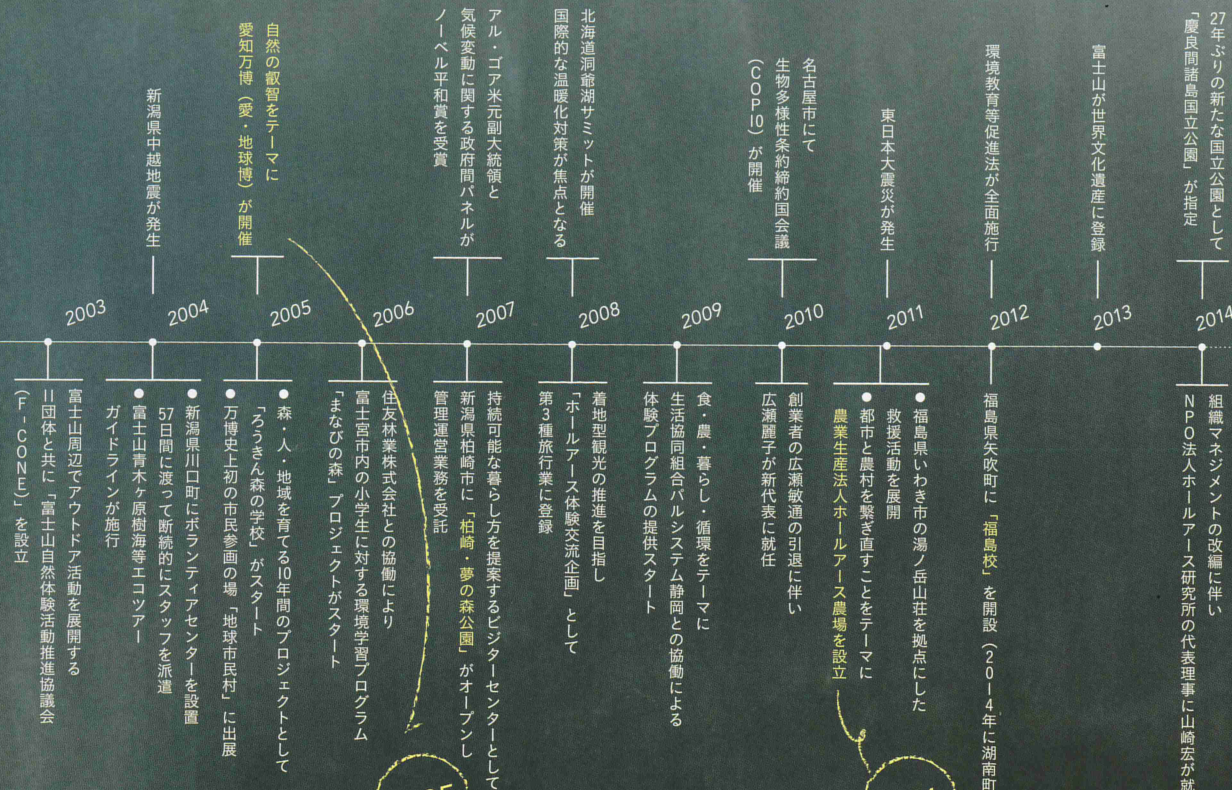 2003
2004
2005
2006
2007
2008
2009
2010
2011
2012
2013
2014
新潟県中越地震が発生
自然の叡智をテーマに
愛知万博（愛・地球博）が開催
アル・ゴア米元副大統領と
気候変動に関する政府間パネルが
ノーベル平和賞を受賞
北海道洞爺湖サミットが開催
国際的な温暖化対策が焦点となる
名古屋市にて
生物多様性条約締約国会議
（COP10）が開催
東日本大震災が発生
環境教育等促進法が全面施行
富士山が世界文化遺産に登録
27年ぶりの新たな国立公園として
「慶良間諸島国立公園」が指定
富士山周辺でアウトドア活動を展開する
11団体と共に「富士山自然体験活動推進協議会
（F-CONE）」を設立
●新潟県川口町にボランティアセンターを設置
57日間に渡って断続的にスタッフを派遣
●富士山青木ヶ原樹海等エコツアー
ガイドラインが施行
●森・人・地域を育てる10年間のプロジェクトとして
「ろうきん森の学校」がスタート
●万博史上初の市民参画の場「地球市民村」に出展
住友林業株式会社との協働により
富士宮市内の小学生に対する環境学習プログラム
「まなびの森」プロジェクトがスタート
持続可能な暮らし方を提案するビジターセンターとして
新潟県柏崎市に「柏崎・夢の森公園」がオープンし
管理運営業務を受託
着地型観光の推進を目指し
「ホールアース体験交流企画」として
第3種旅行業に登録
食・農・暮らし・循環をテーマに
生活協同組合パルシステム静岡との協働による
体験プログラムの提供スタート
創業者の広瀬敏通の引退に伴い
広瀬麗子が新代表に就任
●福島県いわき市の湯ノ岳山荘を拠点にした
救援活動を展開
●都市と農村を繋ぎ直すことをテーマに
農業生産法人ホールアース農場を設立
福島県矢吹町に「福島校」を開設（2014年に湖南町
組織マネジメントの改編に伴い
NPO法人ホールアース研究所の代表理事に山崎宏が就